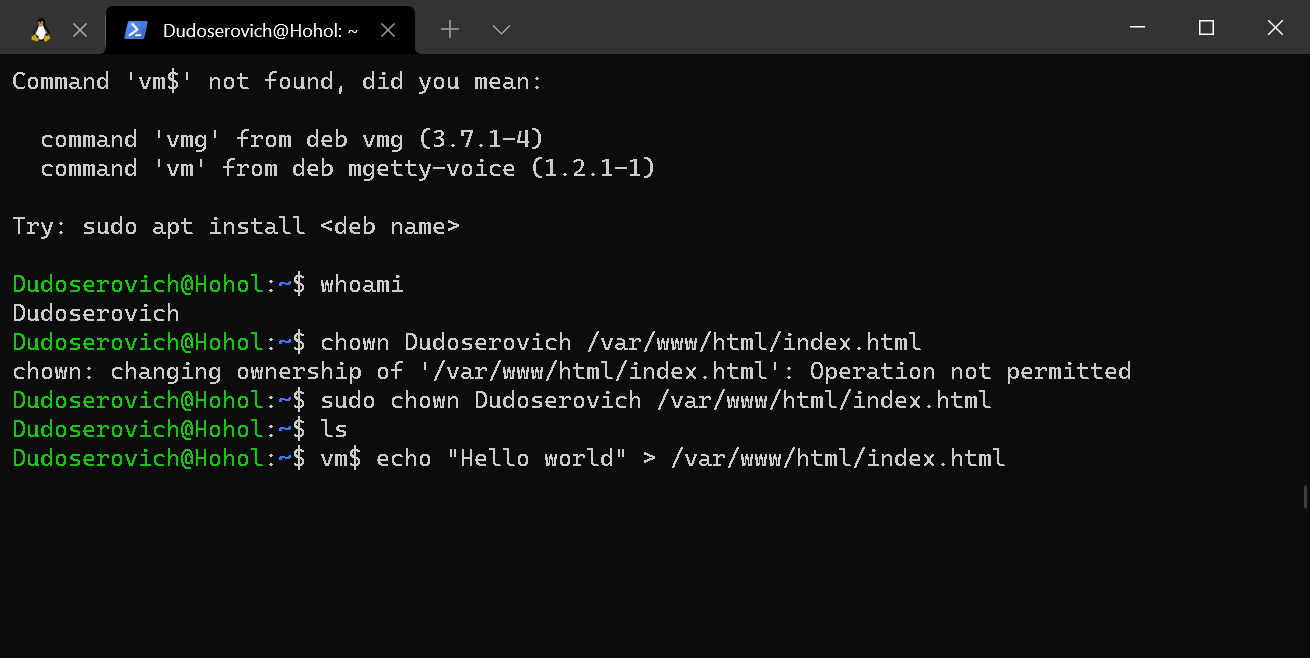 Dudoserovich@Hohol: ~
Command 'vm$' not found, did you mean:
command 'vmg' from deb vmg (3.7.1-4)
command 'vm' from deb mgetty-voice (1.2.1-1)
Try: sudo apt install <deb name>
Dudoserovich@Hohol:~$ whoami
Dudoserovich
Dudoserovich@Hohol:~$ chown Dudoserovich /var/www/html/index.html
chown: changing ownership of '/var/www/html/index.html': Operation not permitted
Dudoserovich@Hohol:~$ sudo chown Dudoserovich /var/www/html/index.html
Dudoserovich@Hohol:~$ ls
Dudoserovich@Hohol:~$ vm$ echo "Hello world" > /var/www/html/index.html